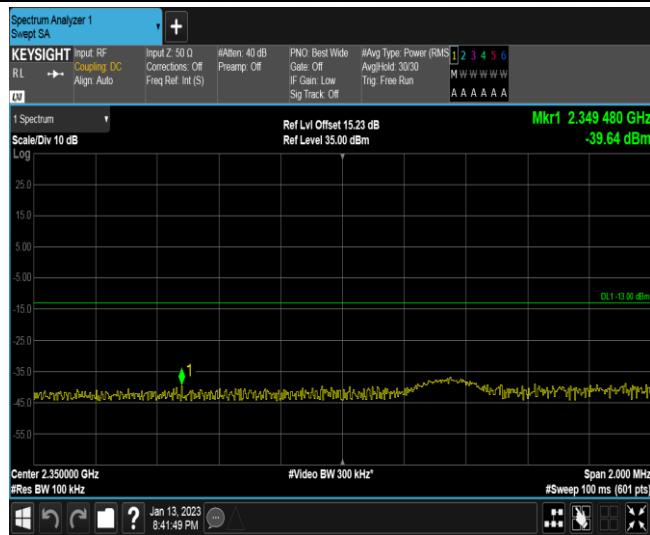 Spectrum Analyzer 1
Swept SA
+
KEYSIGHT
RL
LXI
Input: RF
Coupling: DC
Align: Auto
Input Z: 50 Ω
Corrections: Off
Freq Ref: Int (S)
#Atten: 40 dB
Preamp: Off
PNO: Best Wide
Gate: Off
IF Gain: Low
Sig Track: Off
#Avg Type: Power (RMS
Avg|Hold: 30/30
Trig: Free Run
1 2 3 4 5 6
M W W W W W
A A A A A A
1 Spectrum
Scale/Div 10 dB
Log
Ref Lvl Offset 15.23 dB
Ref Level 35.00 dBm
Mkr1 2.349 480 GHz
-39.64 dBm
25.0
15.0
5.00
-5.00
DL1 -13.00 dBm
-15.0
-25.0
-35.0
1
-45.0
-55.0
Center 2.350000 GHz
#Res BW 100 kHz
#Video BW 300 kHz*
Span 2.000 MHz
#Sweep 100 ms (601 pts)
?
Jan 13, 2023
8:41:49 PM